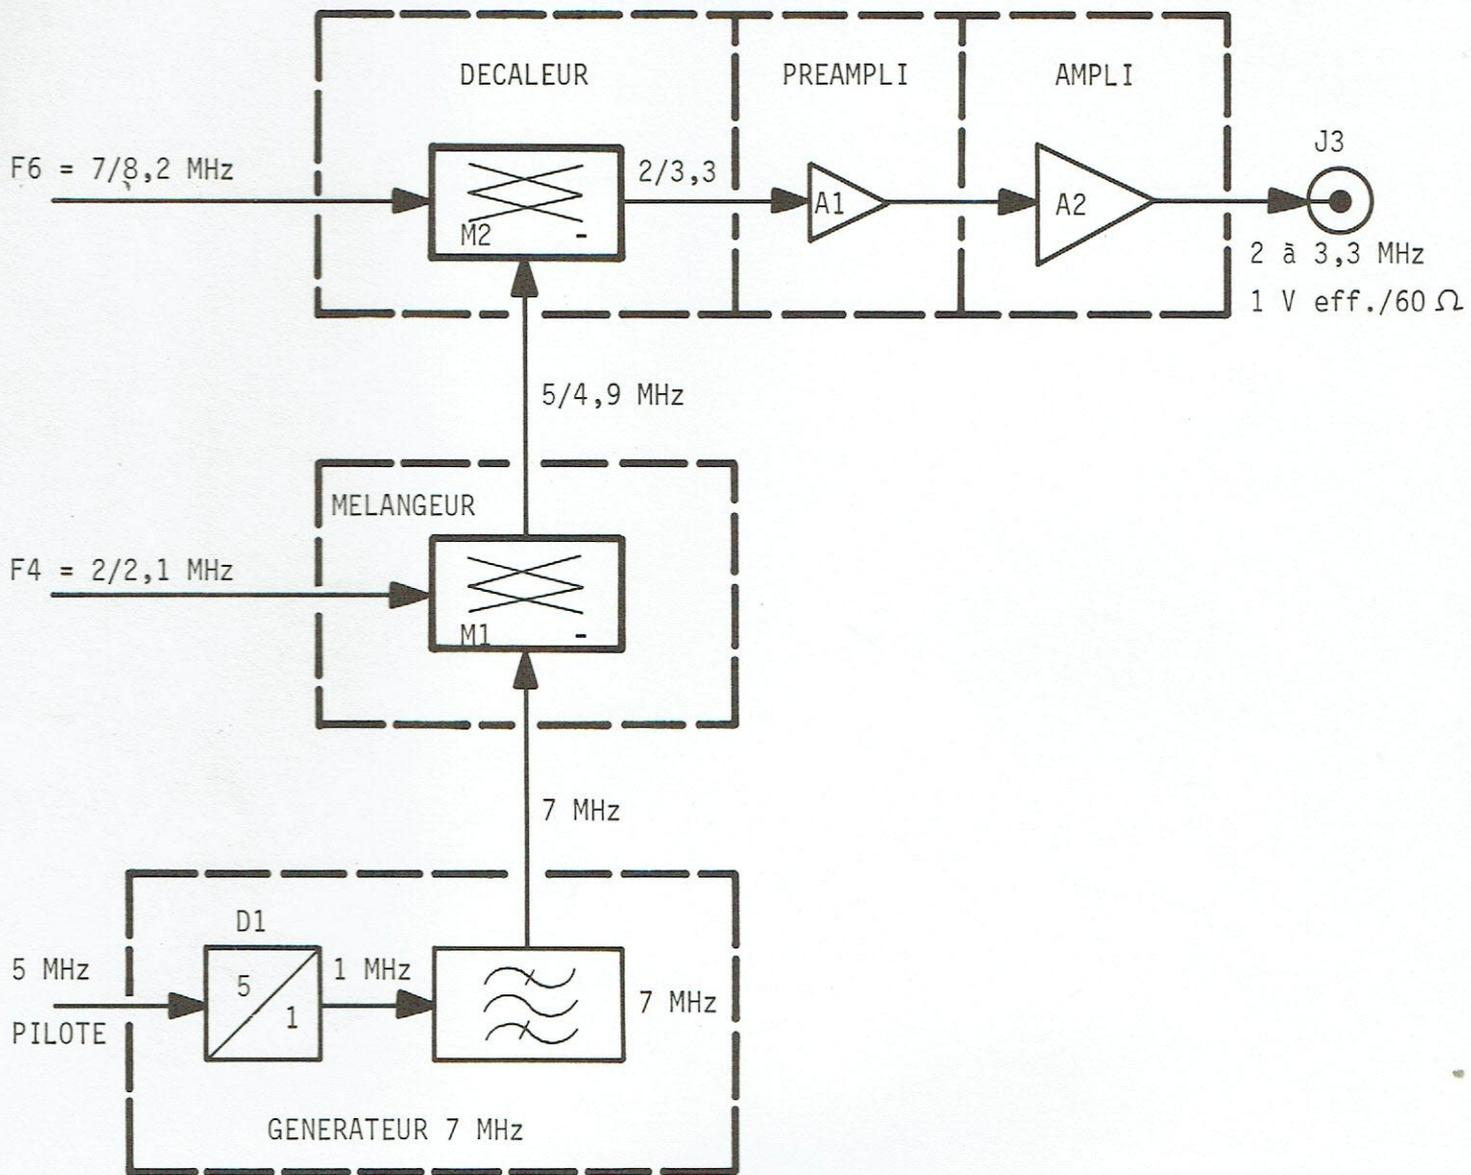 DECALEUR
PREAMPLI
AMPLI
F6 = 7/8,2 MHz
M2 -
2/3,3
A1
A2
J3
2 à 3,3 MHz
1 V eff./60 Ω
5/4,9 MHz
MELANGEUR
F4 = 2/2,1 MHz
M1 -
7 MHz
D1
5 MHz
PILOTE
5
1
1 MHz
7 MHz
GENERATEUR 7 MHz